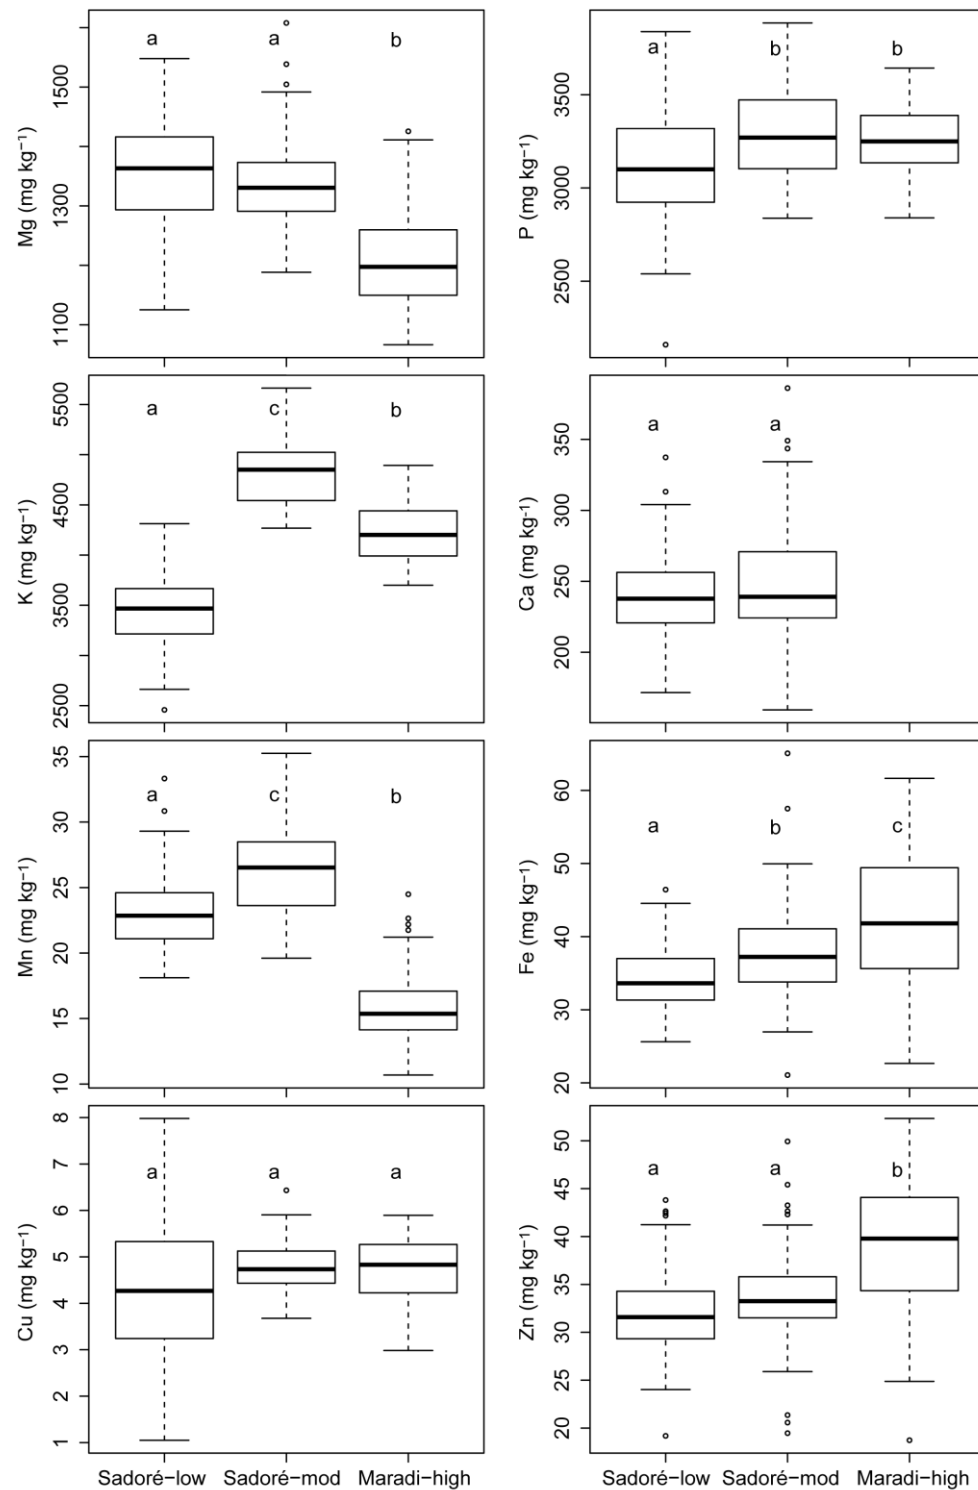 Mg (mg kg⁻¹)
1500
1300
1100
a a b
P (mg kg⁻¹)
3500
3000
2500
a b b
K (mg kg⁻¹)
5500
4500
3500
2500
a c b
Ca (mg kg⁻¹)
350
300
250
200
a a
Mn (mg kg⁻¹)
35
30
25
20
15
10
a c b
Fe (mg kg⁻¹)
60
50
40
30
20
a b c
Cu (mg kg⁻¹)
8
7
6
5
4
3
2
1
a a a
Zn (mg kg⁻¹)
50
45
40
35
30
25
20
a a b
Sadoré−low Sadoré−mod Maradi−high
Sadoré−low Sadoré−mod Maradi−high